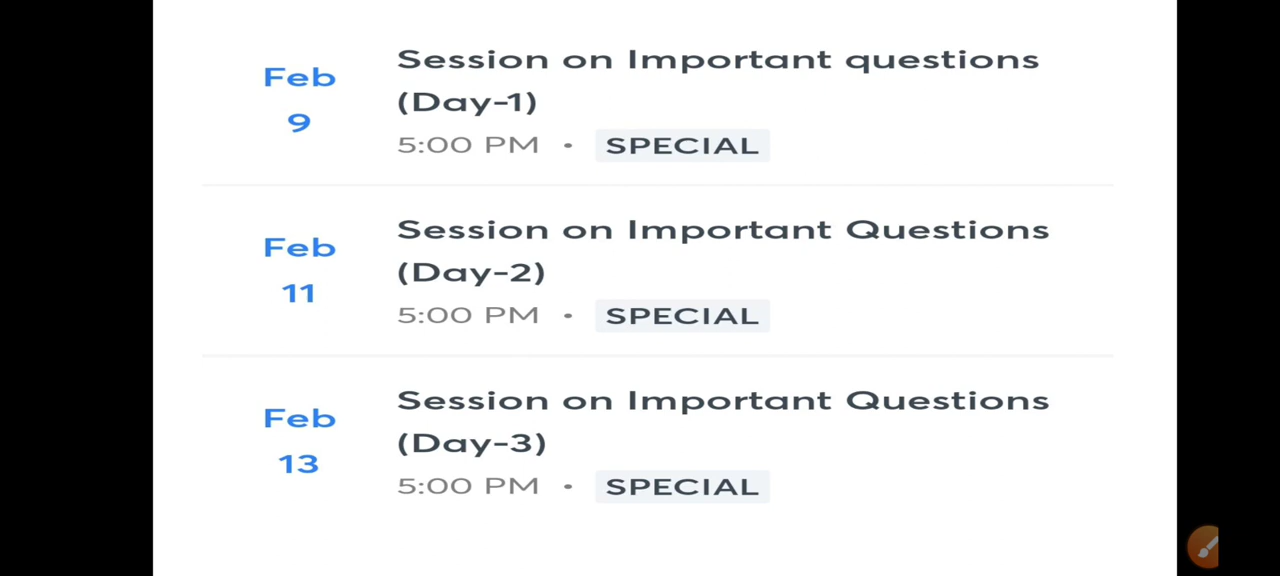 Feb
9
Session on Important questions
(Day-1)
5:00 PM • SPECIAL
Feb
11
Session on Important Questions
(Day-2)
5:00 PM • SPECIAL
Feb
13
Session on Important Questions
(Day-3)
5:00 PM • SPECIAL